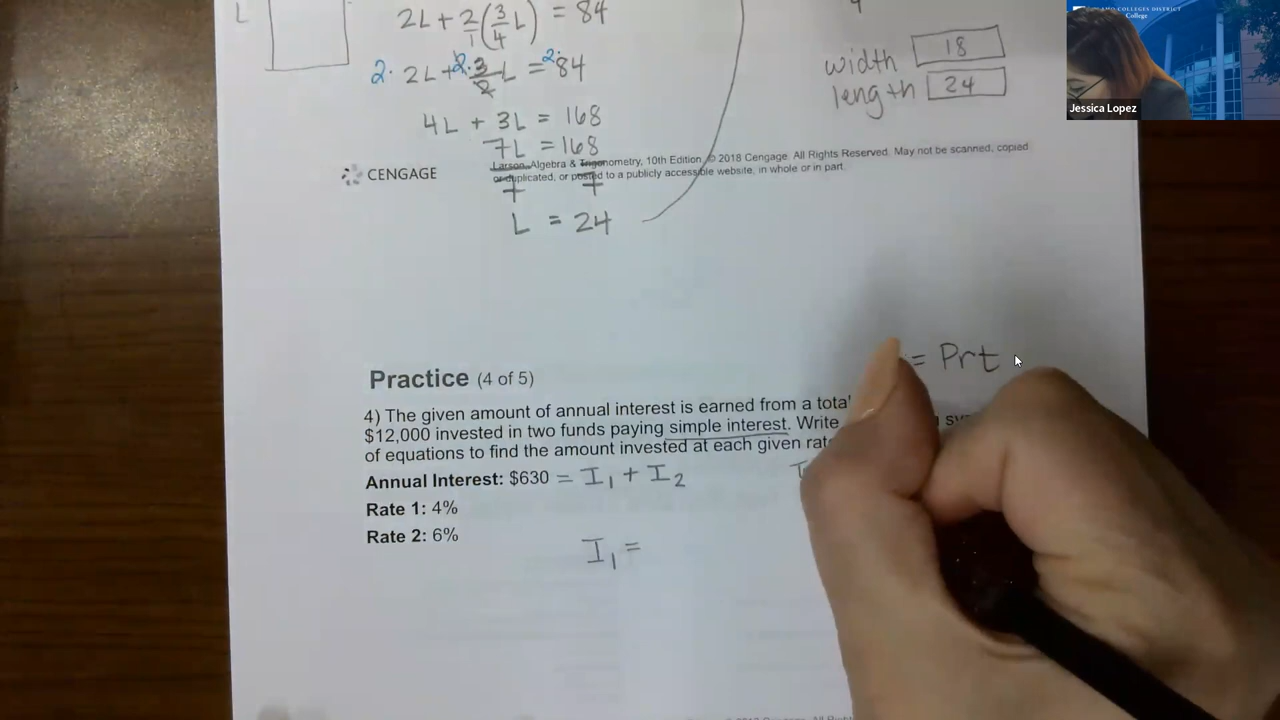 L
2L + 2/1 (3/4 L) = 84
2· 2L + 2· 3/2 L = 2· 84
4L + 3L = 168
7L = 168
7 7
L = 24
width 18
length 24
CENGAGE
Larson, Algebra & Trigonometry, 10th Edition, © 2018 Cengage. All Rights Reserved. May not be scanned, copied
or duplicated, or posted to a publicly accessible website, in whole or in part.
= Prt
Practice (4 of 5)
4) The given amount of annual interest is earned from a total
$12,000 invested in two funds paying simple interest. Write
of equations to find the amount invested at each given
Annual Interest: $630 = I₁ + I₂
Rate 1: 4%
Rate 2: 6%
I₁ =
College
Jessica Lopez